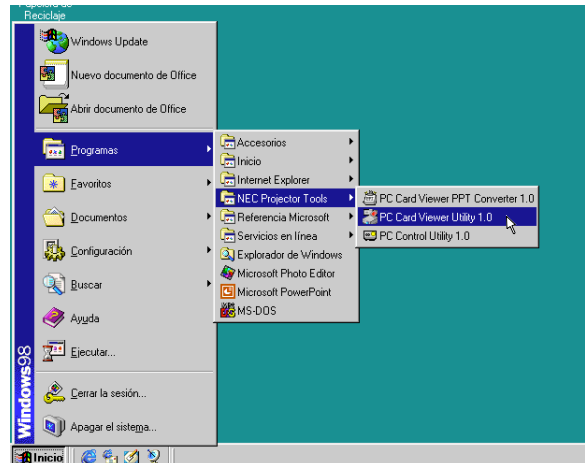 Papelera de
Reciclaje
Windows Update
Nuevo documento de Office
Abrir documento de Office
Programas
Favoritos
Documentos
Configuración
Buscar
Ayuda
Ejecutar...
Cerrar la sesión...
Apagar el sistema...
Windows98
Accesorios
Inicio
Internet Explorer
NEC Projector Tools
Referencia Microsoft
Servicios en línea
Explorador de Windows
Microsoft Photo Editor
Microsoft PowerPoint
MS-DOS
PC Card Viewer PPT Converter 1.0
PC Card Viewer Utility 1.0
PC Control Utility 1.0
Inicio